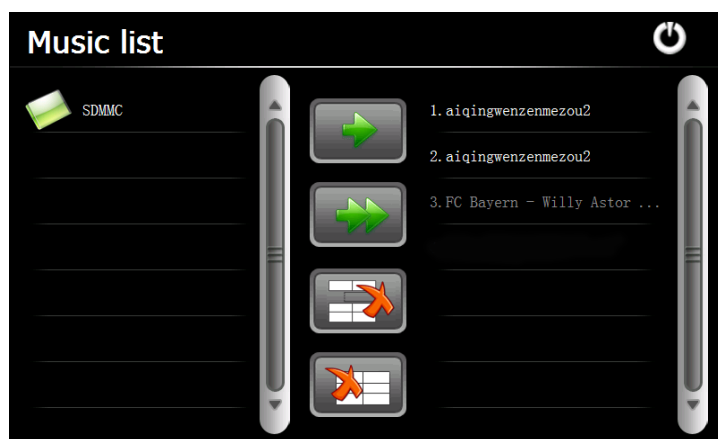 Music list
SDMMC
1.aiqingwenzenmezou2
2.aiqingwenzenmezou2
3.FC Bayern - Willy Astor ...